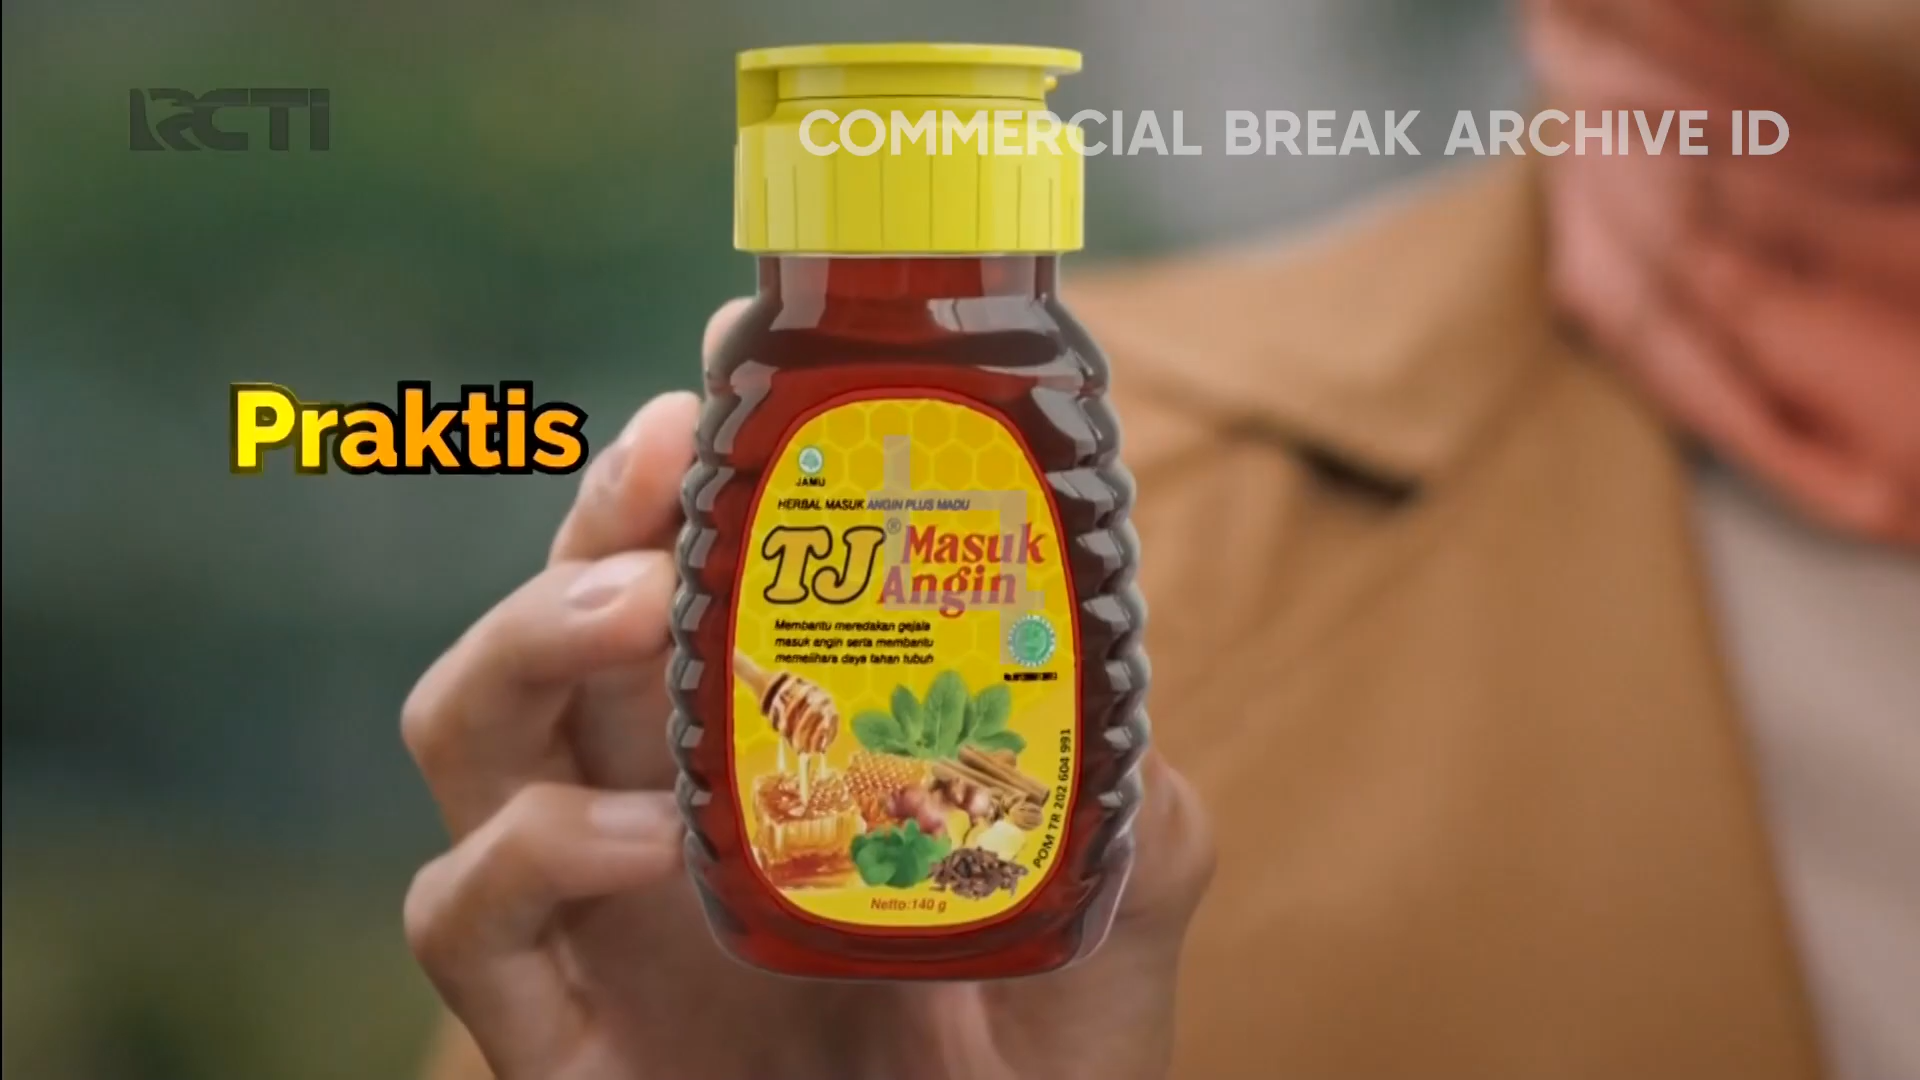 RCTI
COMMERCIAL BREAK ARCHIVE ID
Praktis
JAMU
HERBAL MASUK ANGIN PLUS MADU
TJ® Masuk
Angin
Membantu meredakan gejala
masuk angin serta membantu
memelihara daya tahan tubuh
POM TR 202 604 991
Netto:140 g